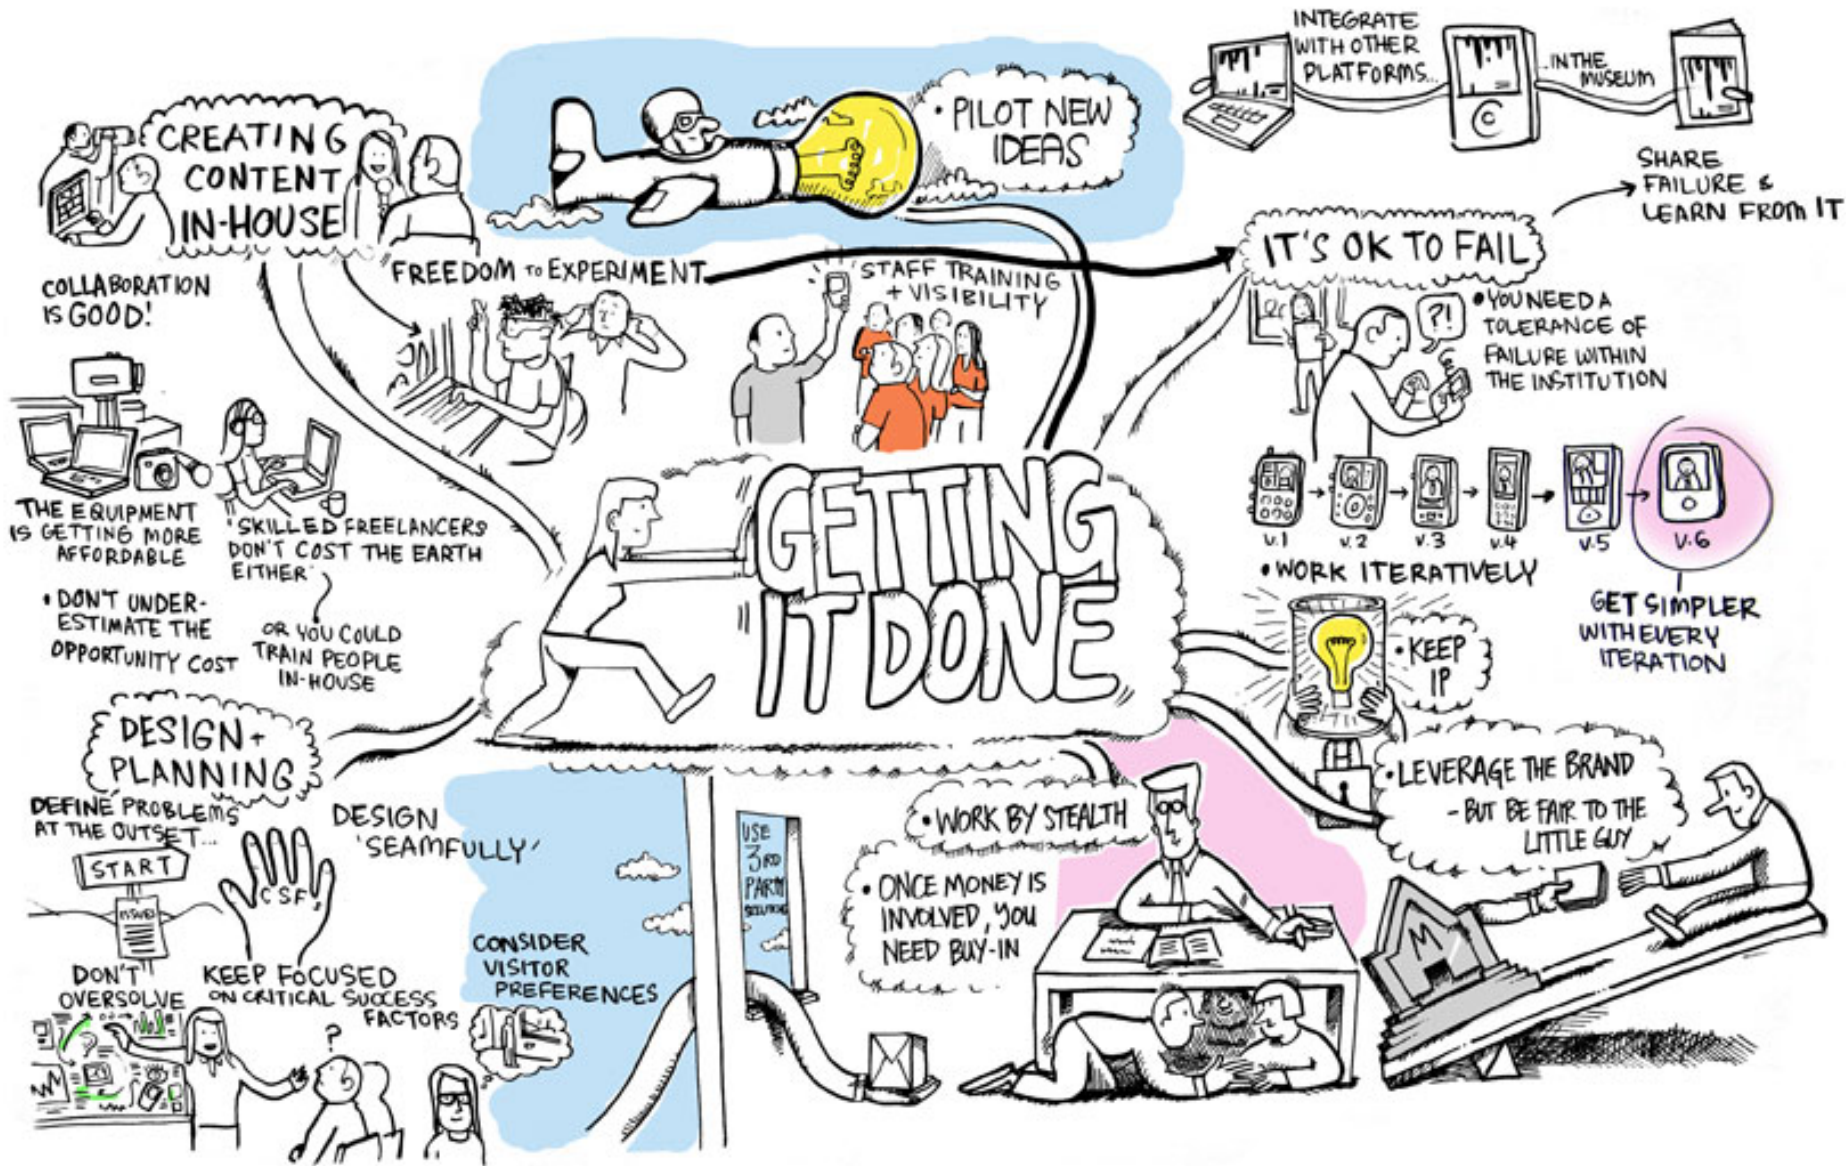 CREATING
CONTENT
IN-HOUSE
COLLABORATION
IS GOOD!
THE EQUIPMENT
IS GETTING MORE
AFFORDABLE
'SKILLED FREELANCERS
DON'T COST THE EARTH
EITHER'
OR YOU COULD
TRAIN PEOPLE
IN-HOUSE
• DON'T UNDER-
ESTIMATE THE
OPPORTUNITY COST
FREEDOM TO EXPERIMENT
• PILOT NEW
IDEAS
'STAFF TRAINING
+ VISIBILITY
INTEGRATE
WITH OTHER
PLATFORMS...
...IN THE
MUSEUM
SHARE
FAILURE &
LEARN FROM IT
IT'S OK TO FAIL
?!
• YOU NEED A
TOLERANCE OF
FAILURE WITHIN
THE INSTITUTION
v.1
v.2
v.3
v.4
v.5
v.6
• WORK ITERATIVELY
GET SIMPLER
WITH EVERY
ITERATION
GETTING
IT DONE
• KEEP
IP
• LEVERAGE THE BRAND
- BUT BE FAIR TO THE
LITTLE GUY
M
DESIGN +
PLANNING
DEFINE PROBLEMS
AT THE OUTSET...
START
ISSUES
CSF!
DON'T
OVERSOLVE
KEEP FOCUSED
ON CRITICAL SUCCESS
FACTORS
?
DESIGN
'SEAMFULLY'
CONSIDER
VISITOR
PREFERENCES
USE
3RD
PARTY
• WORK BY STEALTH
• ONCE MONEY IS
INVOLVED, YOU
NEED BUY-IN